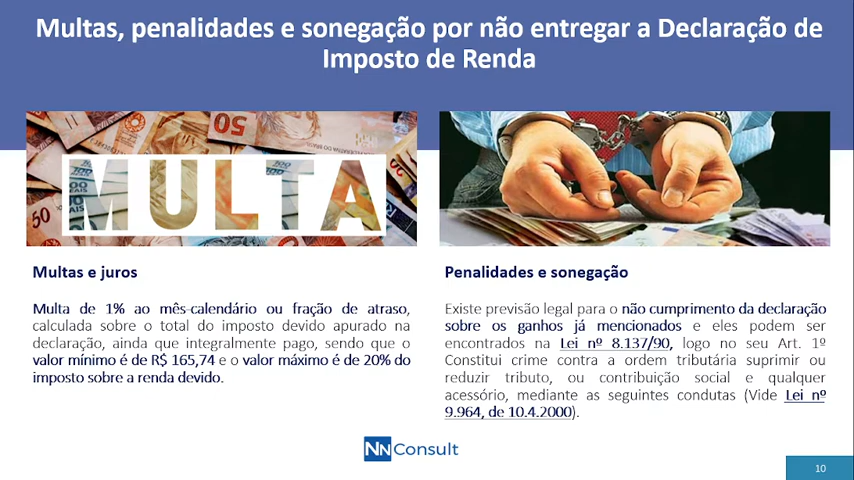 Multas, penalidades e sonegação por não entregar a Declaração de
Imposto de Renda
MULTA
Multas e juros
Multa de 1% ao mês-calendário ou fração de atraso,
calculada sobre o total do imposto devido apurado na
declaração, ainda que integralmente pago, sendo que o
valor mínimo é de R$ 165,74 e o valor máximo é de 20% do
imposto sobre a renda devido.
Penalidades e sonegação
Existe previsão legal para o não cumprimento da declaração
sobre os ganhos já mencionados e eles podem ser
encontrados na Lei nº 8.137/90, logo no seu Art. 1º
Constitui crime contra a ordem tributária suprimir ou
reduzir tributo, ou contribuição social e qualquer
acessório, mediante as seguintes condutas (Vide Lei nº
9.964, de 10.4.2000).
NN Consult
10